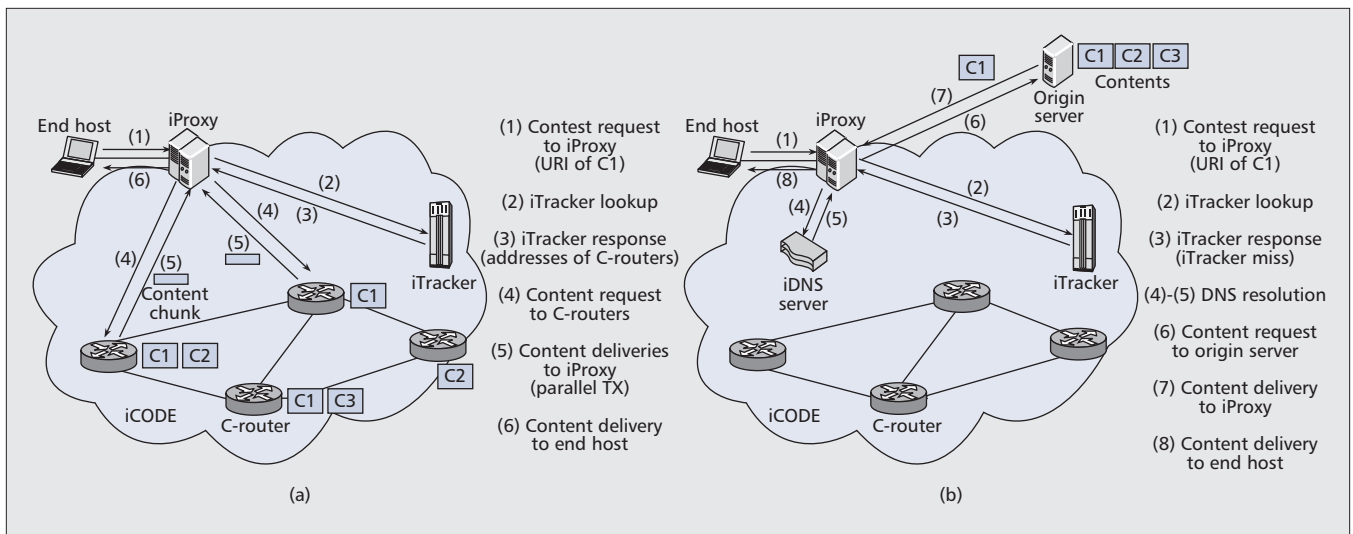 End host
(1)
iProxy
(6)
(2)
(3)
(4)
(5)
(4)
(5)
Content
chunk
iTracker
C1
C1 C2
C2
C1 C3
iCODE
C-router
(a)
(1) Contest request
to iProxy
(URI of C1)
(2) iTracker lookup
(3) iTracker response
(addresses of C-routers)
(4) Content request
to C-routers
(5) Content deliveries
to iProxy
(parallel TX)
(6) Content delivery
to end host
C1
C1 C2 C3
Contents
Origin
server
(7)
(6)
End host
(1)
iProxy
(8)
(2)
(3)
(4)
(5)
iDNS
server
iTracker
iCODE
C-router
(b)
(1) Contest request
to iProxy
(URI of C1)
(2) iTracker lookup
(3) iTracker response
(iTracker miss)
(4)-(5) DNS resolution
(6) Content request
to origin server
(7) Content delivery
to iProxy
(8) Content delivery
to end host